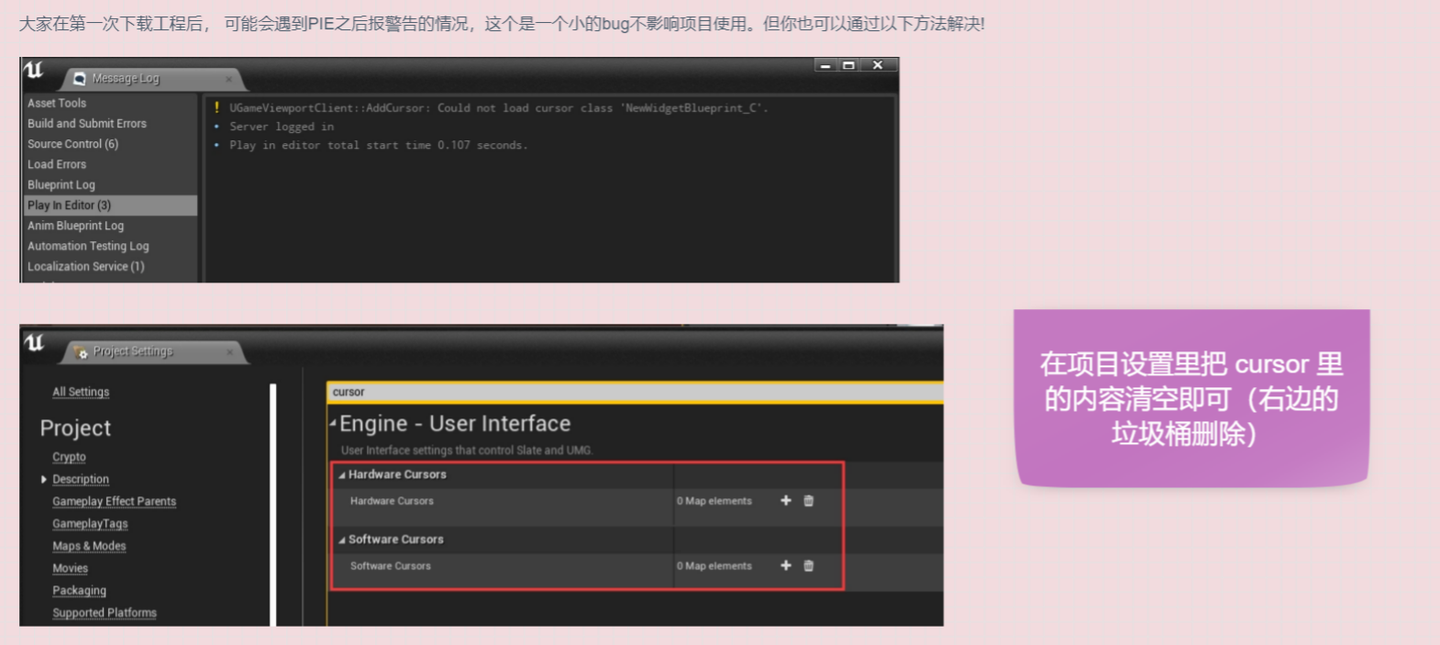 大家在第一次下载工程后， 可能会遇到PIE之后报警告的情况，这个是一个小的bug不影响项目使用。但你也可以通过以下方法解决!
Message Log
Asset Tools
Build and Submit Errors
Source Control (6)
Load Errors
Blueprint Log
Play In Editor (3)
Anim Blueprint Log
Automation Testing Log
Localization Service (1)
UGameViewportClient::AddCursor: Could not load cursor class 'NewWidgetBlueprint_C'.
Server logged in
Play in editor total start time 0.107 seconds.
Project Settings
All Settings
Project
Crypto
Description
Gameplay Effect Parents
GameplayTags
Maps & Modes
Movies
Packaging
Supported Platforms
cursor
Engine - User Interface
User Interface settings that control Slate and UMG.
Hardware Cursors
Hardware Cursors 0 Map elements
Software Cursors
Software Cursors 0 Map elements
在项目设置里把 cursor 里
的内容清空即可（右边的
垃圾桶删除）